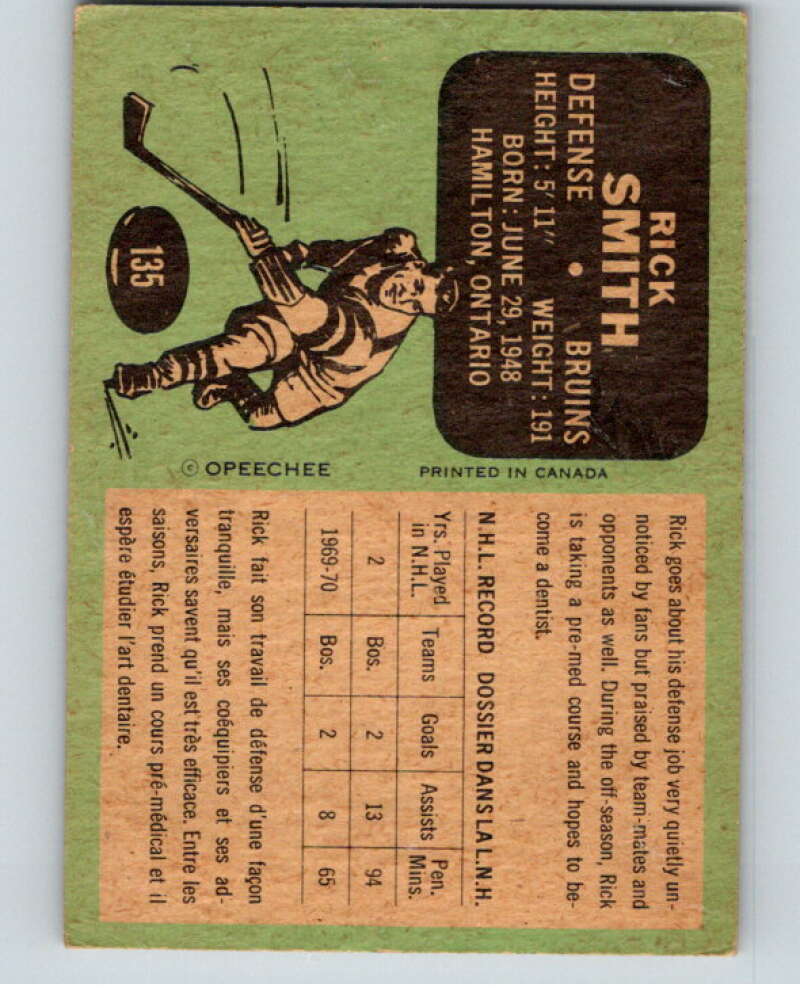 RICK
SMITH
DEFENSE • BRUINS
HEIGHT: 5'11" WEIGHT: 191
BORN: JUNE 29, 1948
HAMILTON, ONTARIO
135
© OPEECHEE
PRINTED IN CANADA
Rick goes about his defense job very quietly un-
noticed by fans but praised by team-mates and
opponents as well. During the off-season, Rick
is taking a pre-med course and hopes to be-
come a dentist.
N.H.L. RECORD DOSSIER DANS LA L.N.H.
Yrs. Played in N.H.L. Teams Goals Assists Pen. Mins.
2 Bos. 2 13 94
1969-70 Bos. 2 8 65
Rick fait son travail de défense d'une façon
tranquille, mais ses coéquipiers et ses ad-
versaires savent qu'il est très efficace. Entre les
saisons, Rick prend un cours pré-médical et il
espère étudier l'art dentaire.